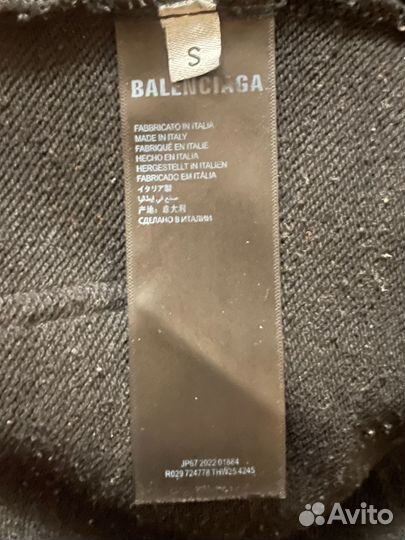 S
BALENCIAGA
FABBRICATO IN ITALIA
MADE IN ITALY
FABRIQUÉ EN ITALIE
HECHO EN ITALIA
HERGESTELLT IN ITALIEN
FABRICADO EM ITÁLIA
イタリア製
صنع في إيطاليا
产地：意大利
СДЕЛАНО В ИТАЛИИ
JP67 2022 01884
R029 724778 THW25 4245
Avito